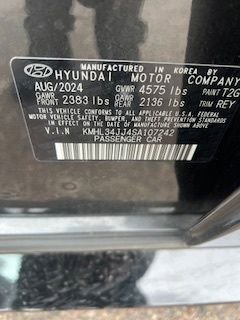 MANUFACTURED IN KOREA BY
HYUNDAI MOTOR COMPANY
AUG/2024 GVWR 4575 lbs PAINT T2G
GAWR FRONT 2383 lbs GAWR REAR 2136 lbs TRIM REY
THIS VEHICLE CONFORMS TO ALL APPLICABLE U.S.
FEDERAL MOTOR VEHICLE SAFETY, BUMPER,
AND THEFT PREVENTION STANDARDS IN EFFECT
ON THE DATE OF MANUFACTURE SHOWN ABOVE.
V.I.N KMHL34JJ4SA107242
PASSENGER CAR